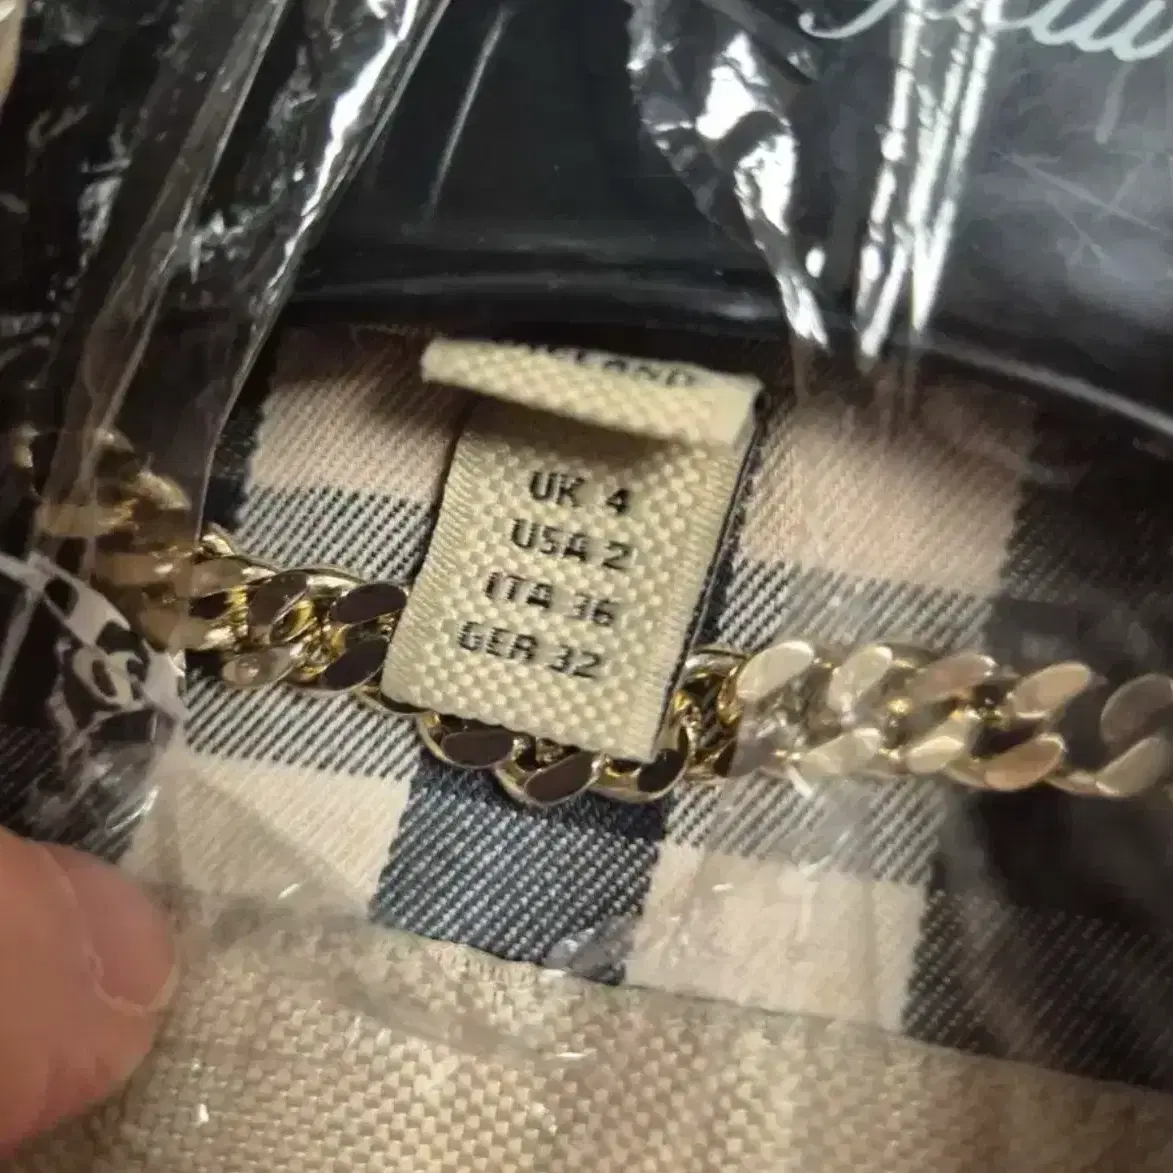 UK 4
USA 2
ITA 36
GER 32